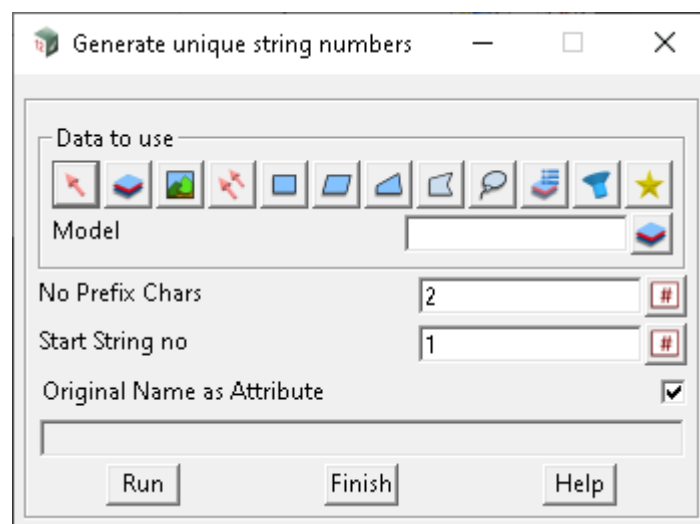 Generate unique string numbers
Data to use
Model
No Prefix Chars 2 #
Start String no 1 #
Original Name as Attribute
Run Finish Help